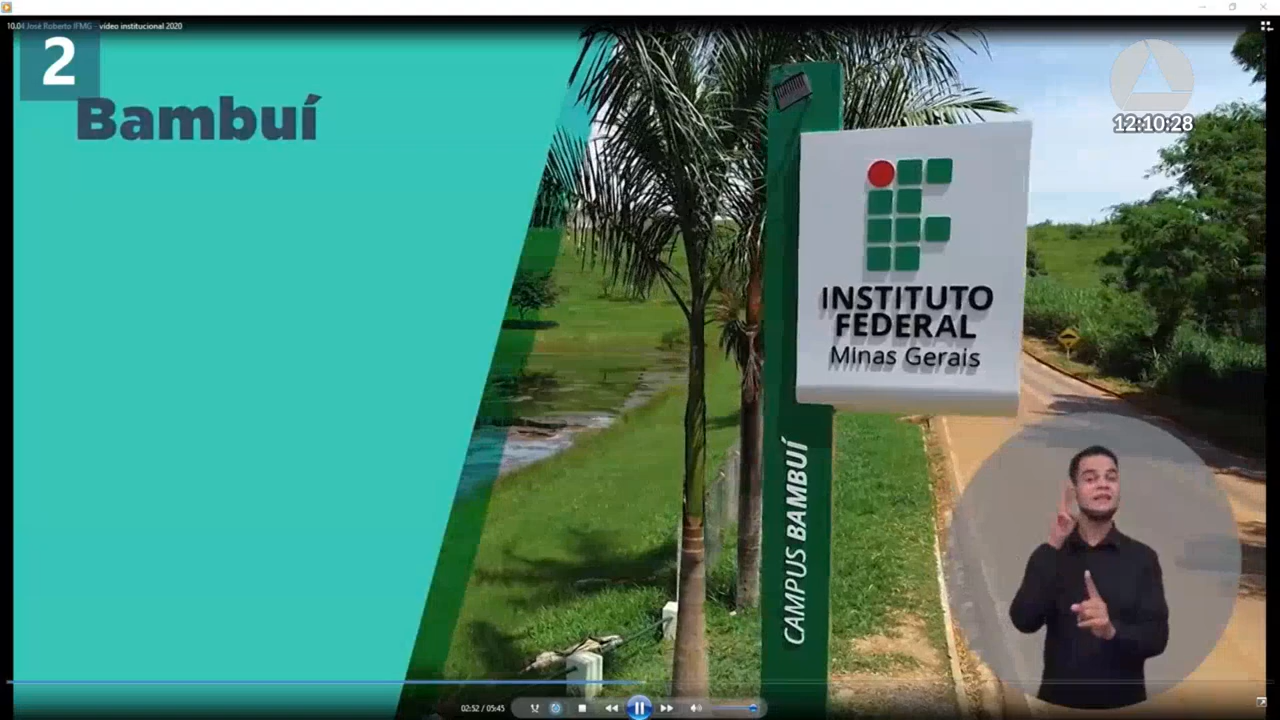 10.04 José Roberto IFMG - vídeo institucional 2020
2
Bambuí
12:10:28
IF
INSTITUTO
FEDERAL
Minas Gerais
CAMPUS BAMBUÍ
02:52 / 05:45